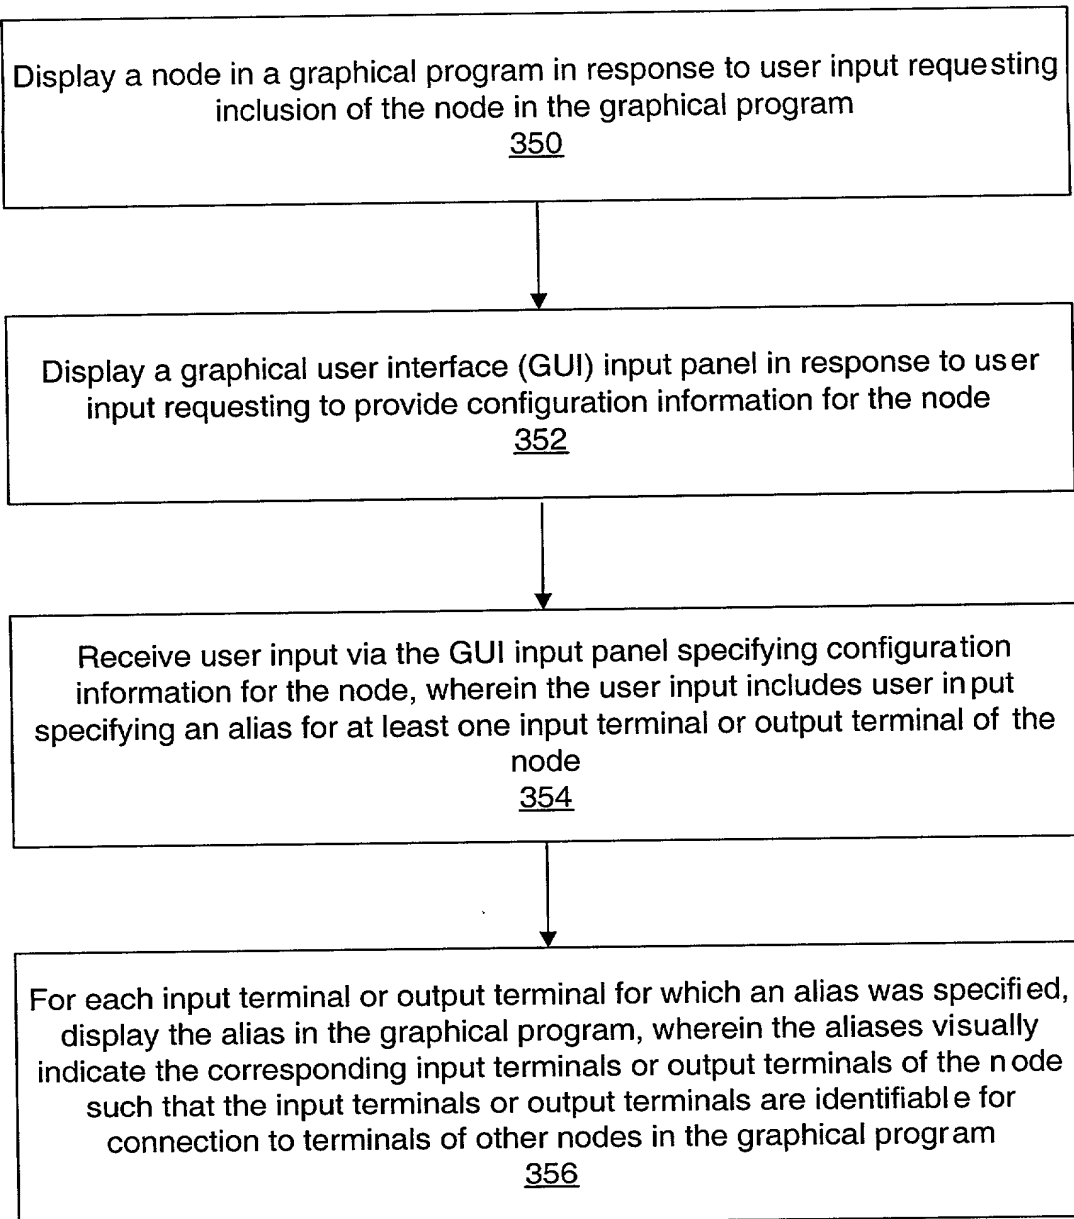 Display a node in a graphical program in response to user input requesting
inclusion of the node in the graphical program
350
Display a graphical user interface (GUI) input panel in response to user
input requesting to provide configuration information for the node
352
Receive user input via the GUI input panel specifying configuration
information for the node, wherein the user input includes user input
specifying an alias for at least one input terminal or output terminal of the
node
354
For each input terminal or output terminal for which an alias was specified,
display the alias in the graphical program, wherein the aliases visually
indicate the corresponding input terminals or output terminals of the node
such that the input terminals or output terminals are identifiable for
connection to terminals of other nodes in the graphical program
356